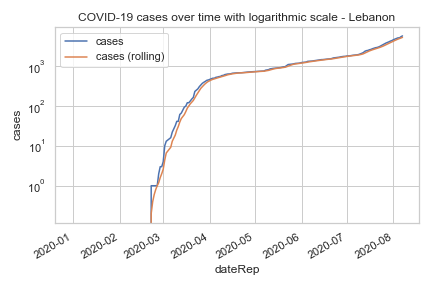 COVID-19 cases over time with logarithmic scale - Lebanon
cases
cases (rolling)
10³
10²
10¹
10⁰
cases
2020-01
2020-02
2020-03
2020-04
2020-05
2020-06
2020-07
2020-08
dateRep